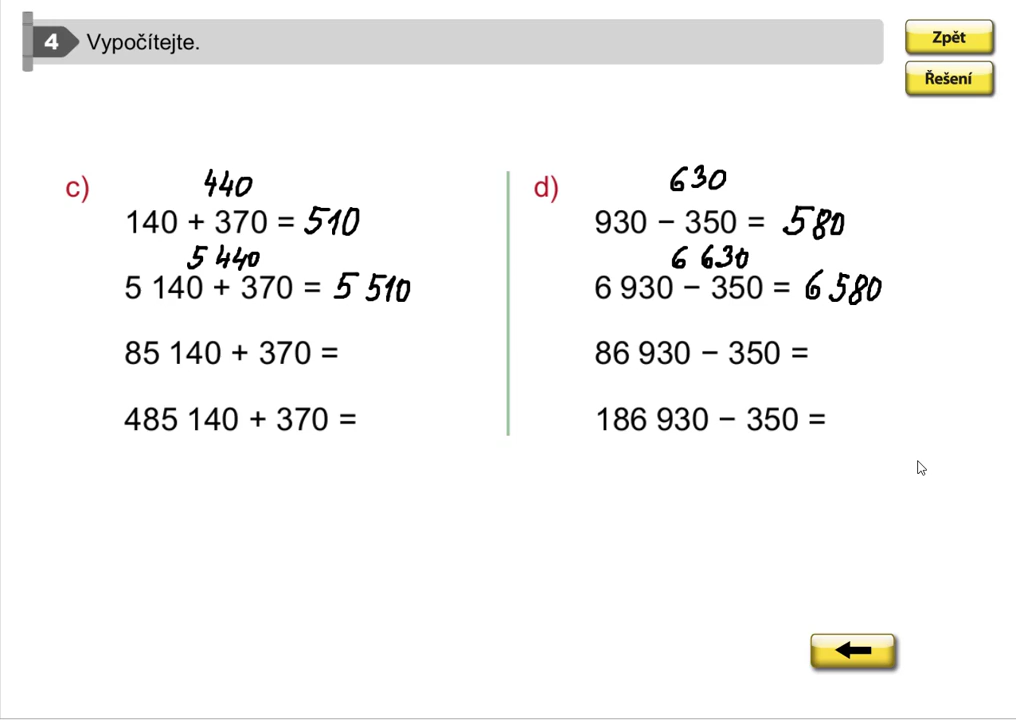 4 Vypočítejte.
Zpět
Řešení
c)
440
140 + 370 = 510
5 440
5 140 + 370 = 5 510
85 140 + 370 =
485 140 + 370 =
d)
630
930 − 350 = 580
6 630
6 930 − 350 = 6 580
86 930 − 350 =
186 930 − 350 =